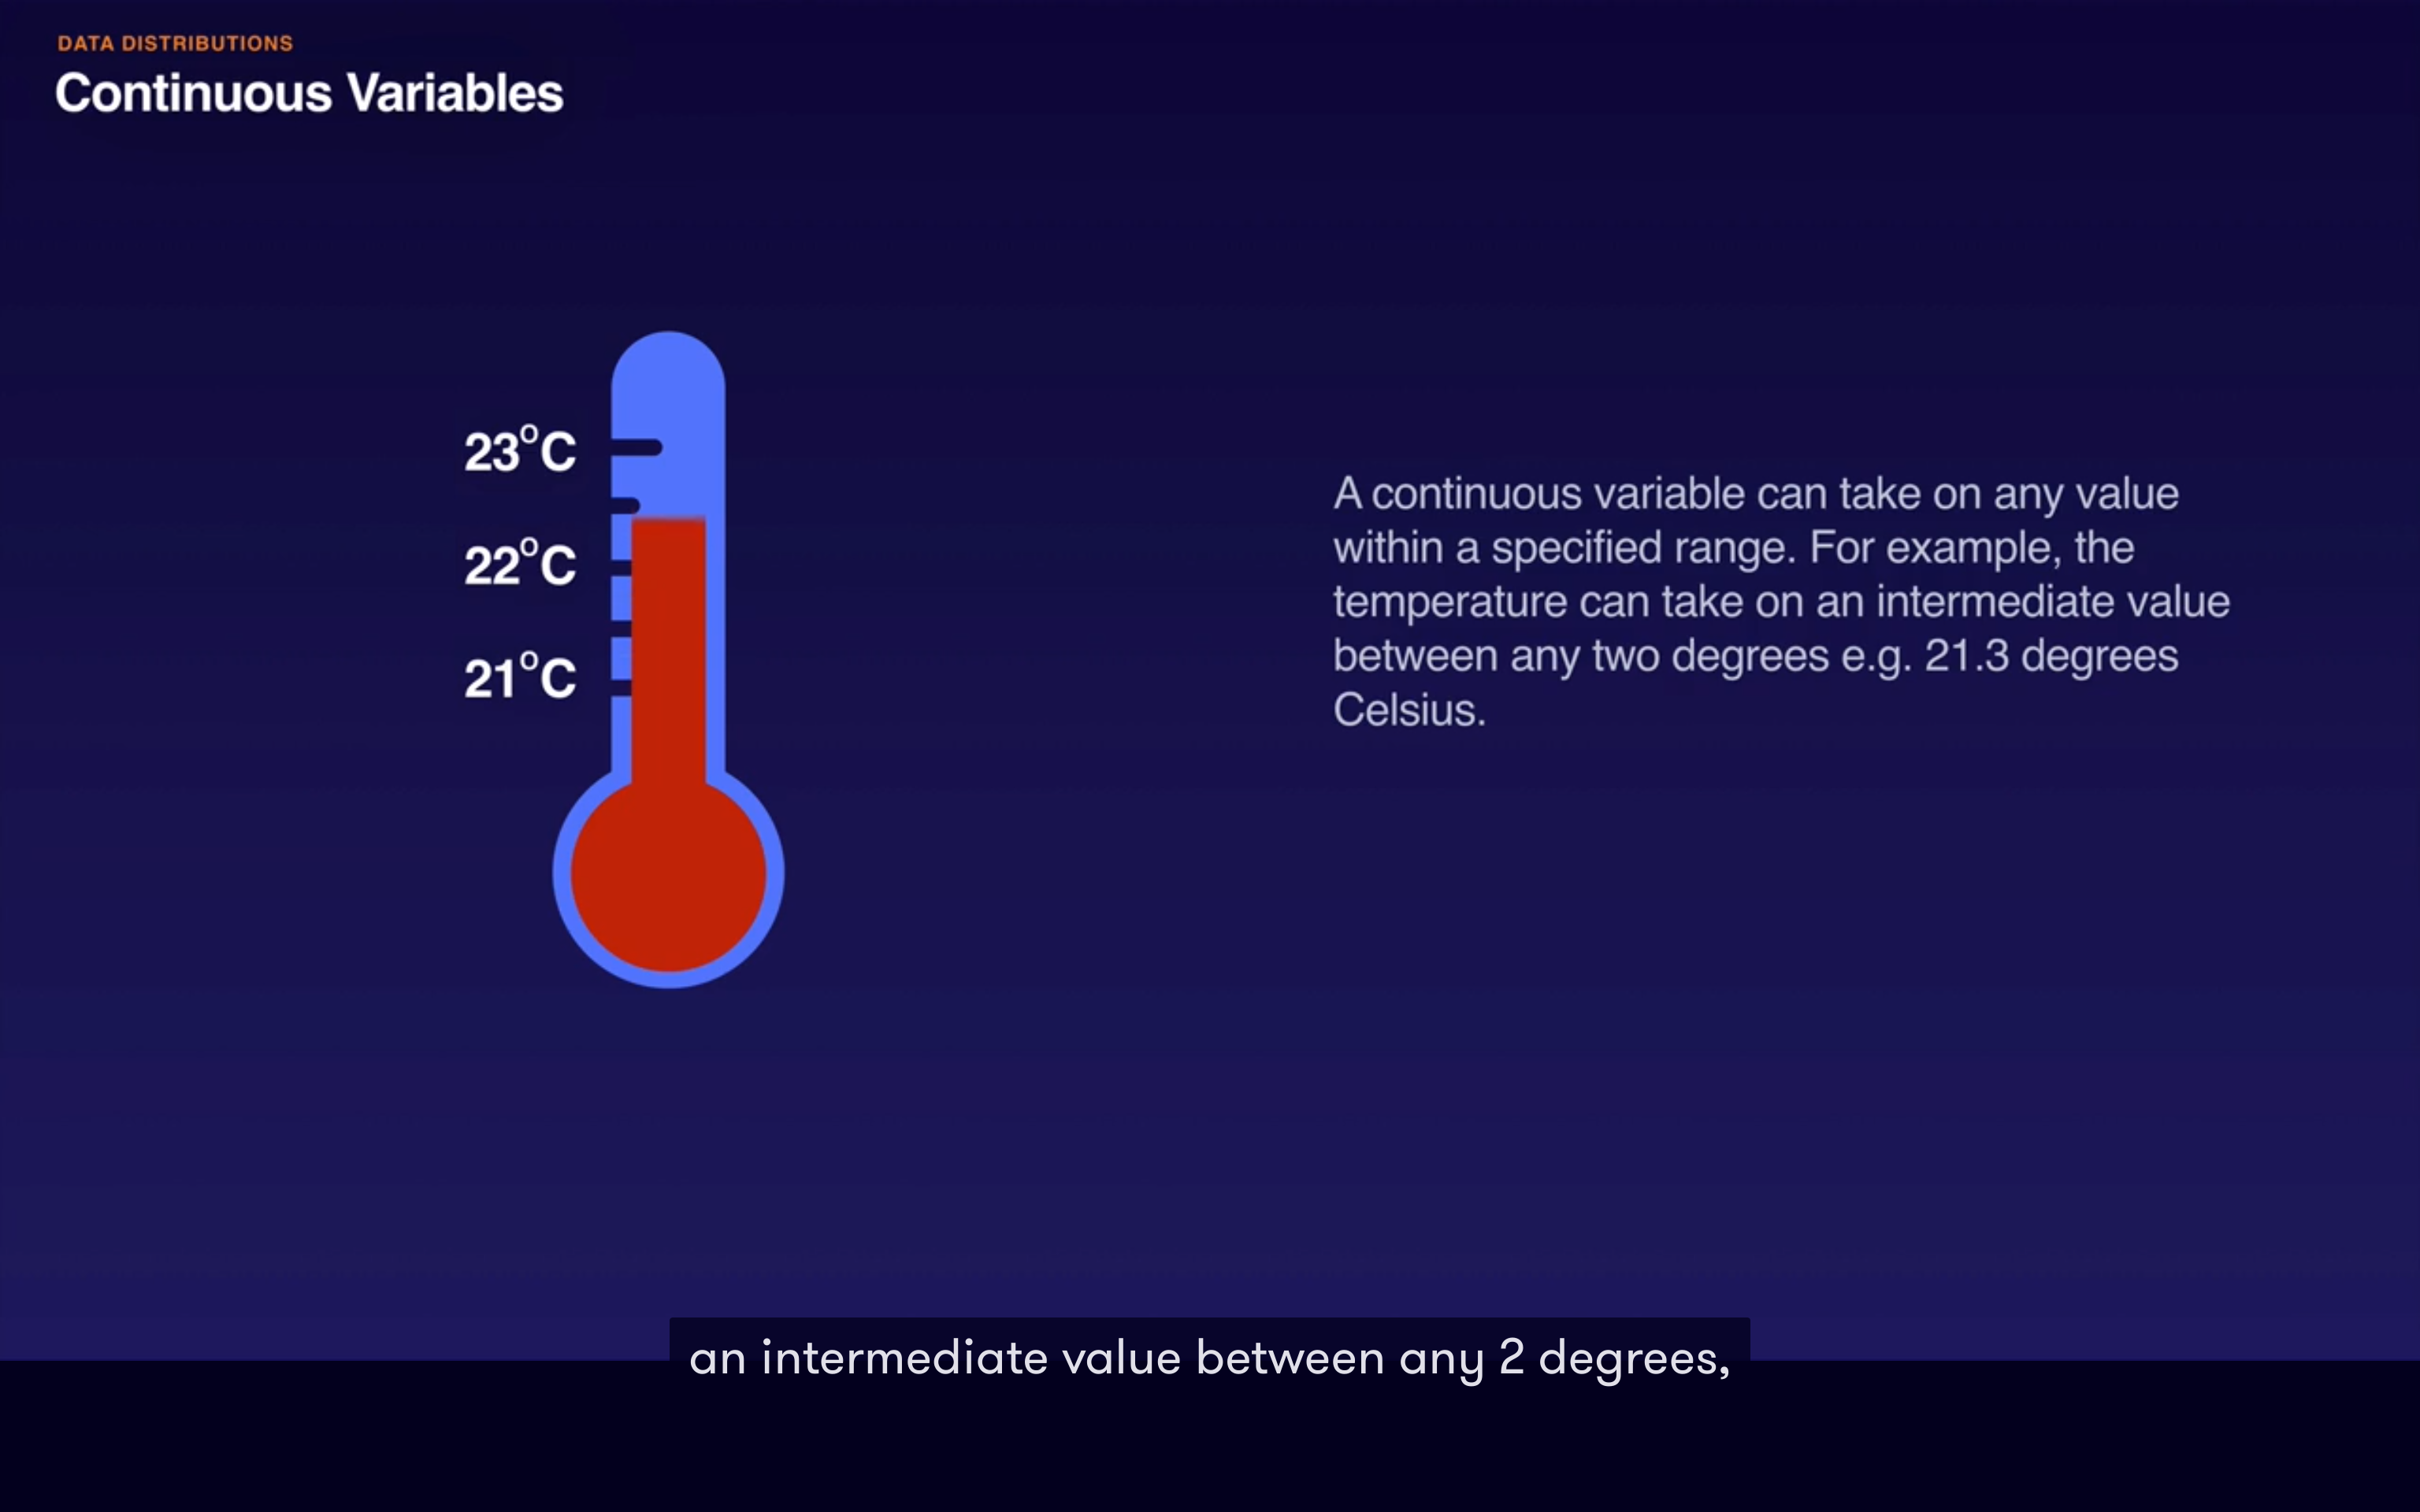 DATA DISTRIBUTIONS
Continuous Variables
23°C
22°C
21°C
A continuous variable can take on any value
within a specified range. For example, the
temperature can take on an intermediate value
between any two degrees e.g. 21.3 degrees
Celsius.
an intermediate value between any 2 degrees,